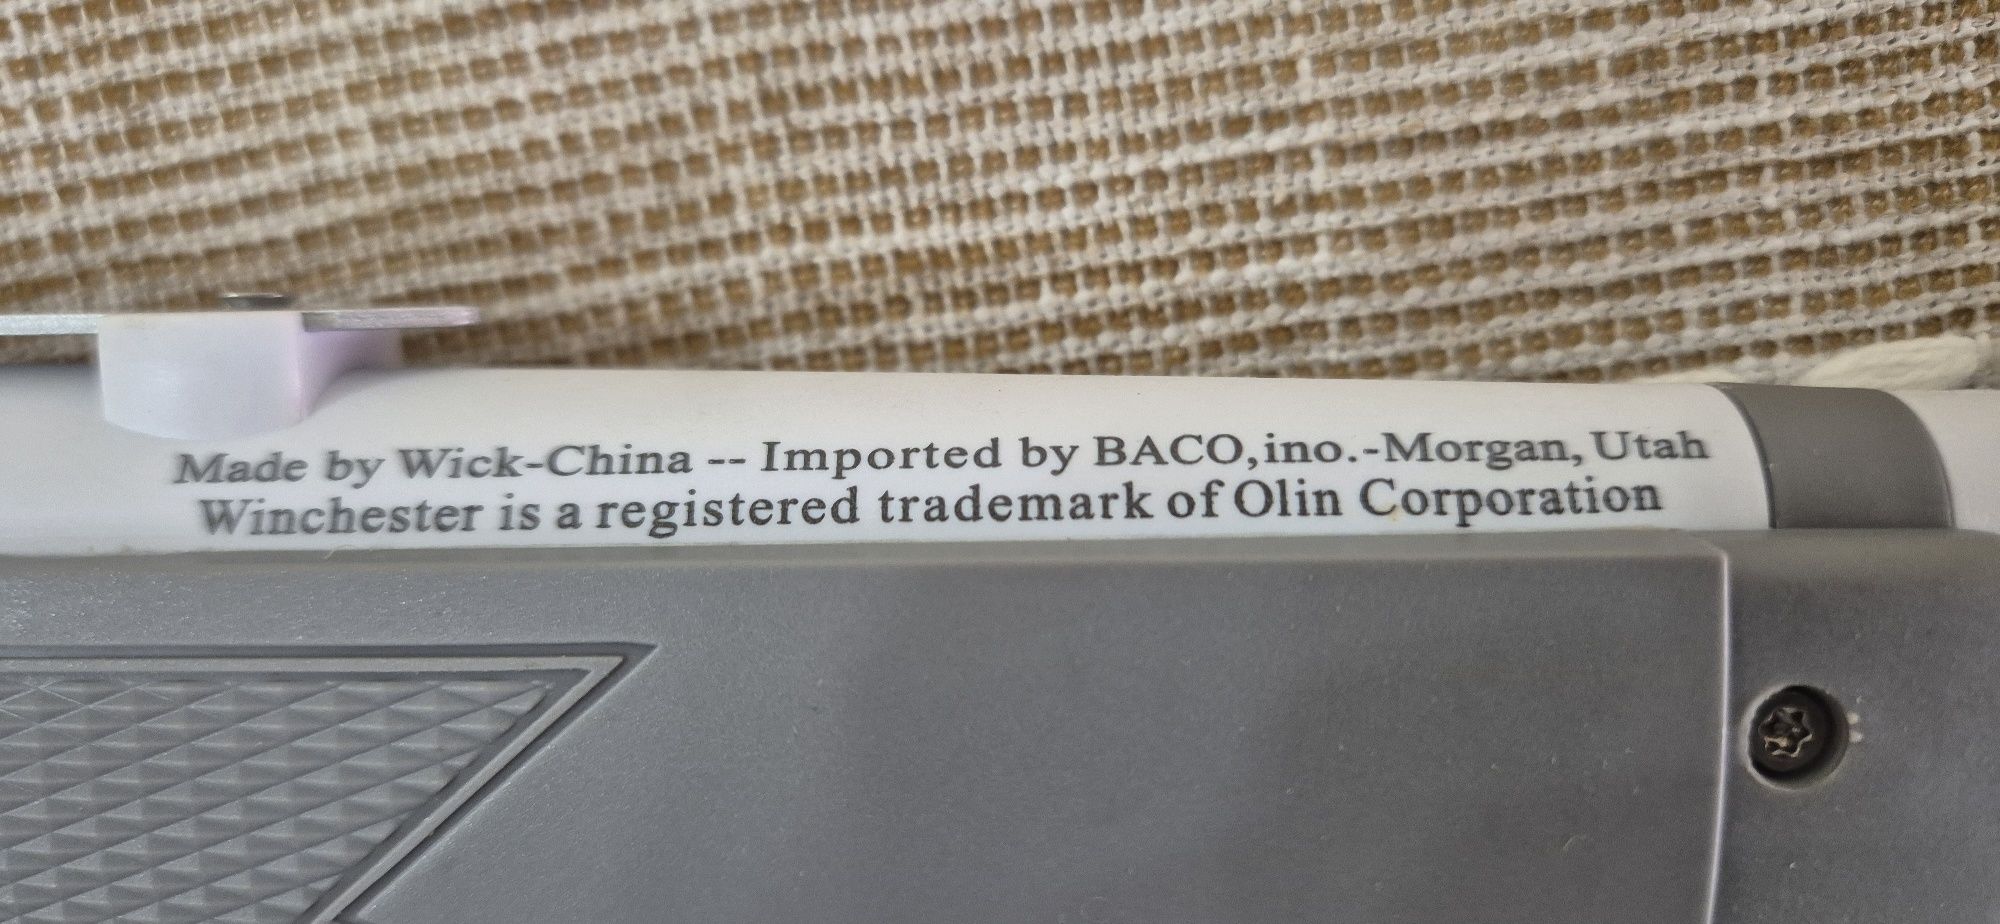 Made by Wick-China -- Imported by BACO,ino.-Morgan, Utah
Winchester is a registered trademark of Olin Corporation